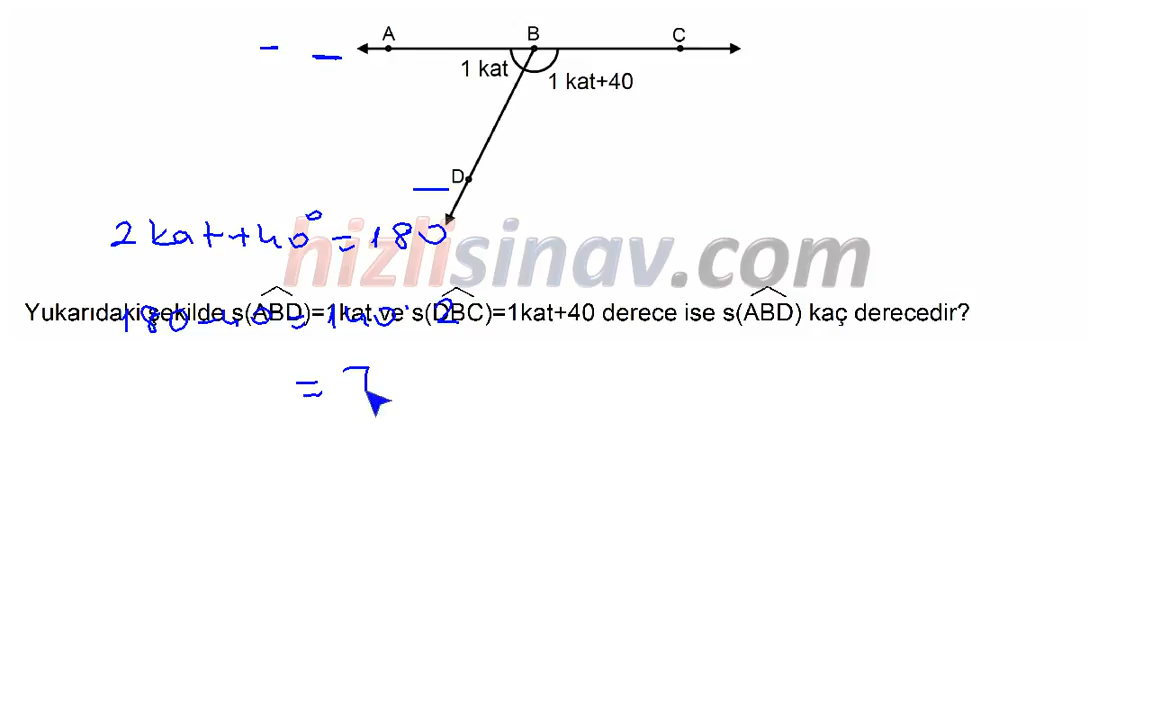 A B C
1 kat 1 kat+40
D
2 kat+40° = 180
hizlisinav.com
Yukarıdaki şekilde s(ABD)=1kat ve s(DBC)=1kat+40 derece ise s(ABD) kaç derecedir?
180-40=140:2
= 7